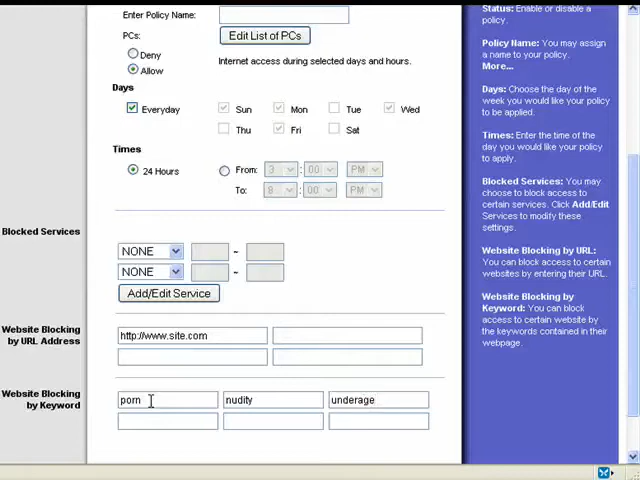 Enter Policy Name:
PCs:
Edit List of PCs
Deny
Allow
Internet access during selected days and hours.
Days
Everyday
Sun
Mon
Tue
Wed
Thu
Fri
Sat
Times
24 Hours
From:
3
:
00
PM
To:
8
:
00
PM
Blocked Services
NONE
~
NONE
~
Add/Edit Service
Website Blocking
by URL Address
http://www.site.com
Website Blocking
by Keyword
porn
nudity
underage
Status: Enable or disable a
policy.
Policy Name: You may assign
a name to your policy.
More...
Days: Choose the day of the
week you would like your policy
to be applied.
Times: Enter the time of the
day you would like your policy
to apply.
Blocked Services: You may
choose to block access to
certain services. Click Add/Edit
Services to modify these
settings.
Website Blocking by URL:
You can block access to certain
websites by entering their URL.
Website Blocking by
Keyword: You can block
access to certain website by
the keywords contained in their
webpage.